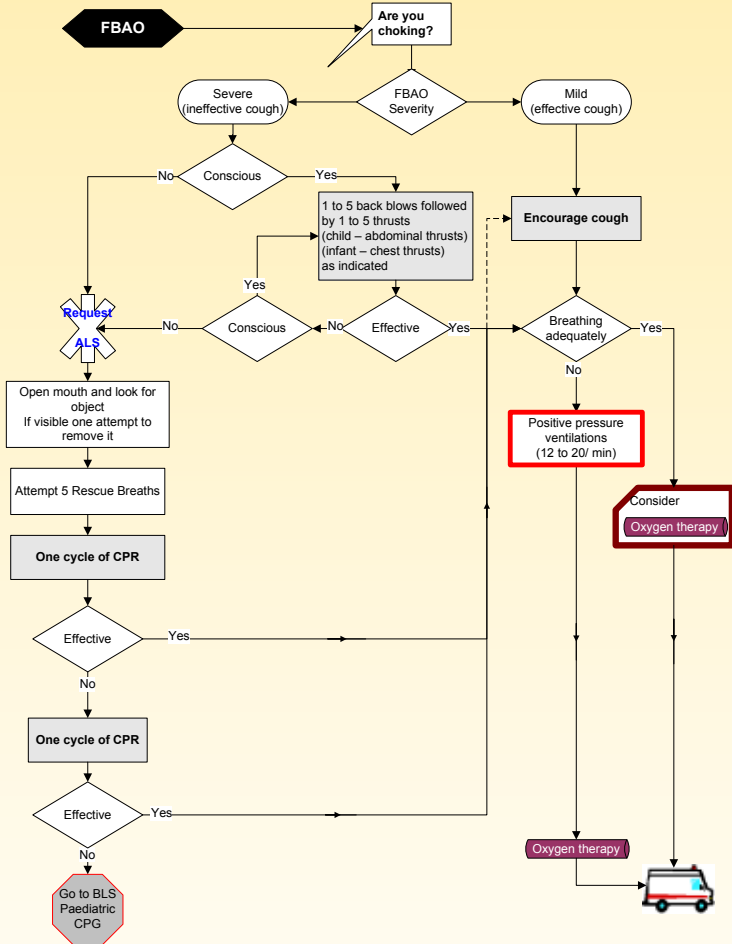 FBAO
Are you
choking?
Severe
(ineffective cough)
FBAO
Severity
Mild
(effective cough)
No
Conscious
Yes
1 to 5 back blows followed
by 1 to 5 thrusts
(child – abdominal thrusts)
(infant – chest thrusts)
as indicated
Encourage cough
Yes
Request
ALS
No
Conscious
No
Effective
Yes
Breathing
adequately
Yes
No
Open mouth and look for
object
If visible one attempt to
remove it
Positive pressure
ventilations
(12 to 20/ min)
Attempt 5 Rescue Breaths
Consider
Oxygen therapy
One cycle of CPR
Effective
Yes
No
One cycle of CPR
Effective
Yes
No
Oxygen therapy
Go to BLS
Paediatric
CPG